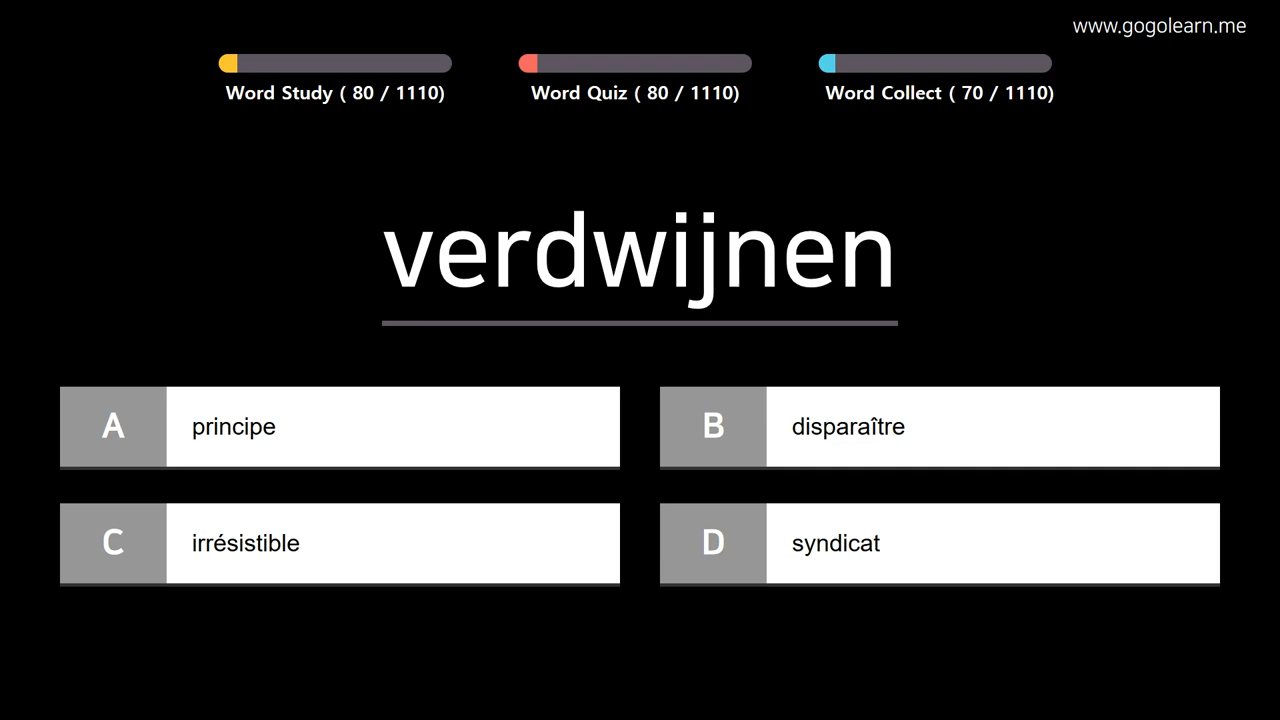 www.gogolearn.me
Word Study ( 80 / 1110)
Word Quiz ( 80 / 1110)
Word Collect ( 70 / 1110)
verdwijnen
A principe
B disparaître
C irrésistible
D syndicat